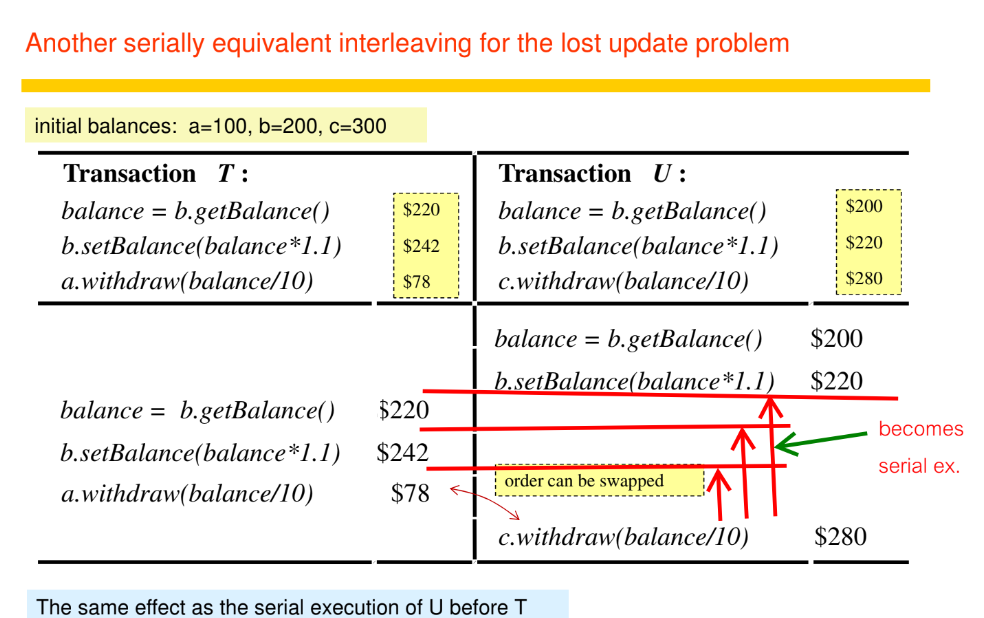 Another serially equivalent interleaving for the lost update problem
initial balances: a=100, b=200, c=300
Transaction T :
balance = b.getBalance() $220
b.setBalance(balance*1.1) $242
a.withdraw(balance/10) $78
Transaction U :
balance = b.getBalance() $200
b.setBalance(balance*1.1) $220
c.withdraw(balance/10) $280
balance = b.getBalance() $200
b.setBalance(balance*1.1) $220
balance = b.getBalance() $220
b.setBalance(balance*1.1) $242
a.withdraw(balance/10) $78
becomes
serial ex.
order can be swapped
c.withdraw(balance/10) $280
The same effect as the serial execution of U before T